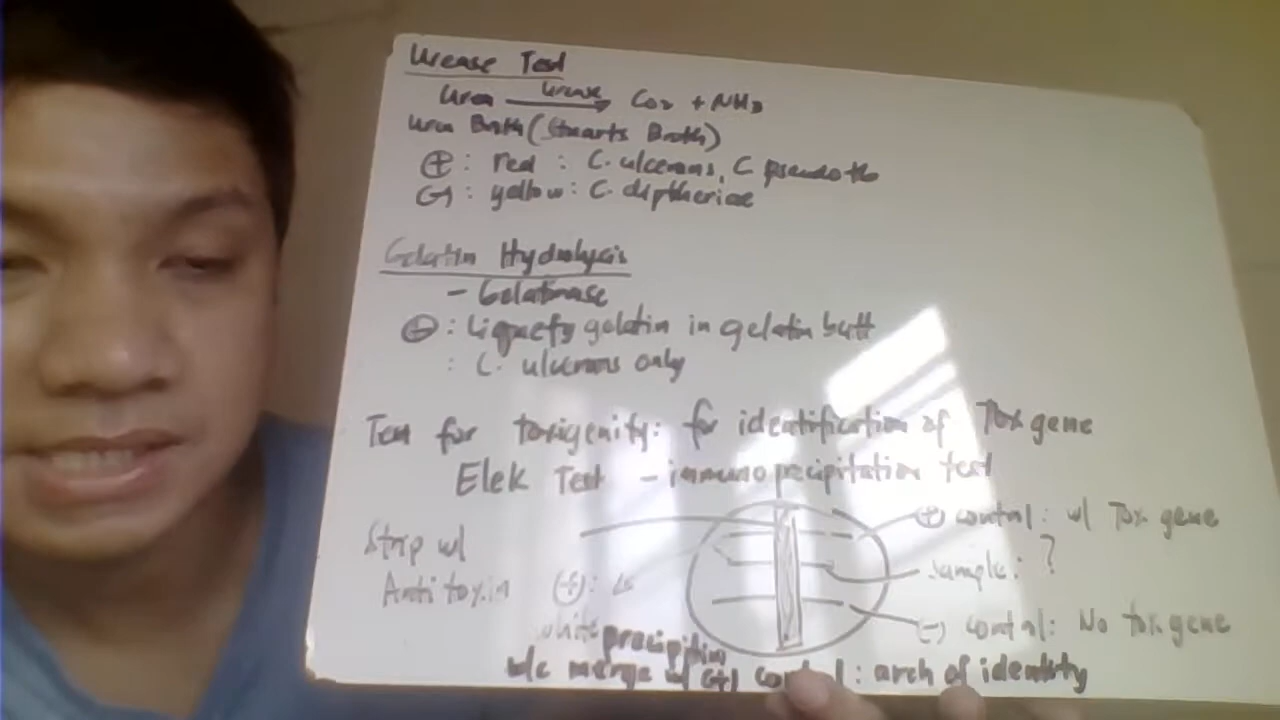 Urease Test
Urea urease → CO2 + NH3
Urea Broth (Stuarts Broth)
(+): red : C. ulcerans, C pseudotb
(-): yellow: C. diptheriae
Gelatin Hydrolysis
- Gelatinase
(+): Liquefy gelatin in gelatin butt
: C. ulcerans only
Test for toxigenity: for identification of Tox gene
Elek Test - immunoprecipitation test
Strip w/
Antitoxin
(+) control: w/ Tox gene
sample: ?
(-) control: No tox gene
(+):
white precipitin
w/c merge w/ (+) control: arch of identity